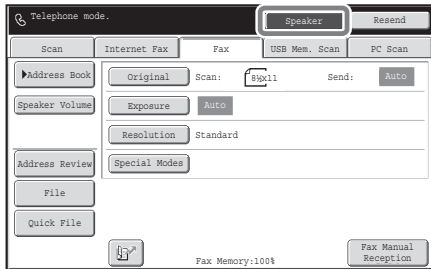 Telephone mode. Speaker Resend
Scan Internet Fax Fax USB Mem. Scan PC Scan
Address Book Original Scan: 8½x11 Send: Auto
Speaker Volume Exposure Auto
Resolution Standard
Address Review Special Modes
File
Quick File
Fax Memory:100% Fax Manual Reception